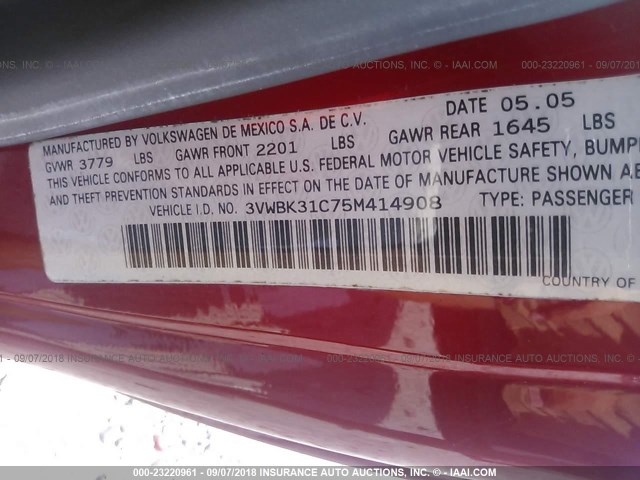 MANUFACTURED BY VOLKSWAGEN DE MEXICO S.A. DE C.V. DATE 05.05
GVWR 3779 LBS GAWR FRONT 2201 LBS GAWR REAR 1645 LBS
THIS VEHICLE CONFORMS TO ALL APPLICABLE U.S. FEDERAL MOTOR VEHICLE SAFETY, BUMP
AND THEFT PREVENTION STANDARDS IN EFFECT ON THE DATE OF MANUFACTURE SHOWN AB
VEHICLE I.D. NO. 3VWBK31C75M414908 TYPE: PASSENGER
COUNTRY OF
000-23220961 - 09/07/2018 INSURANCE AUTO AUCTIONS - WWW.IAAI.COM